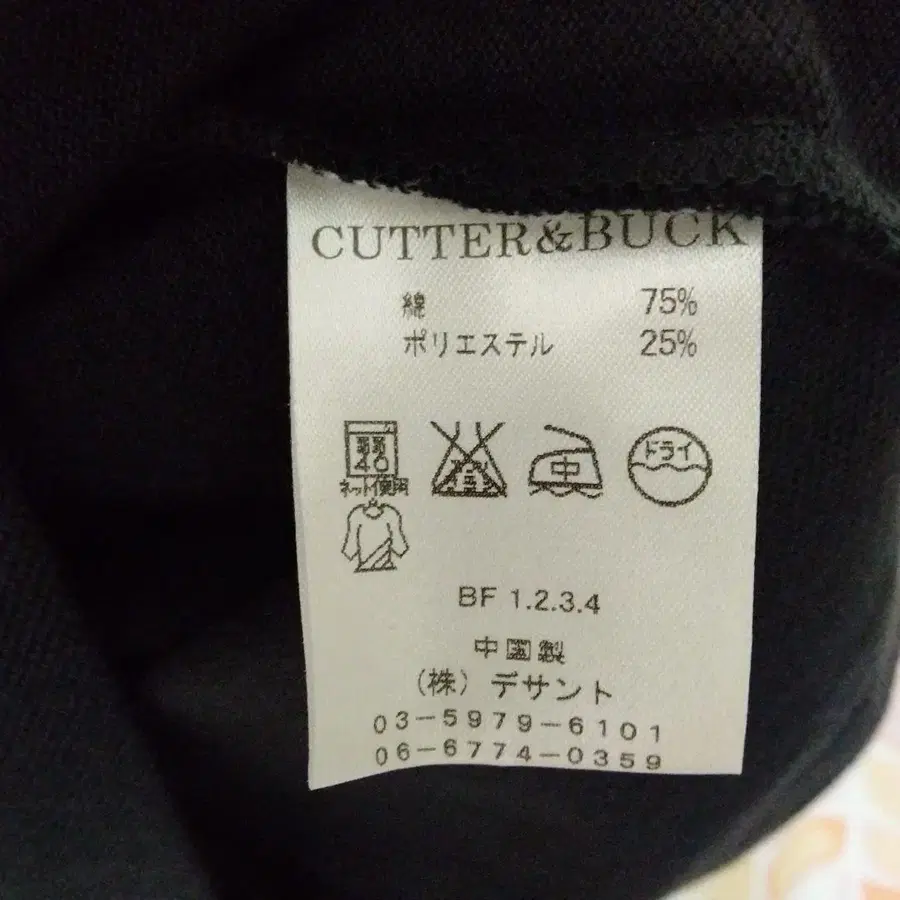 CUTTER&BUCK
綿 75%
ポリエステル 25%
弱 40 中 ドライ
ネット使用
BF 1.2.3.4
中国製
(株) デサント
03-5979-6101
06-6774-0359